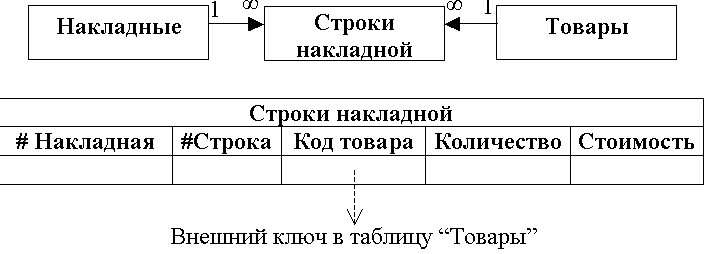 1 ∞ ∞ 1
Накладные Строки накладной Товары
Строки накладной
# Накладная #Строка Код товара Количество Стоимость
Внешний ключ в таблицу “Товары”